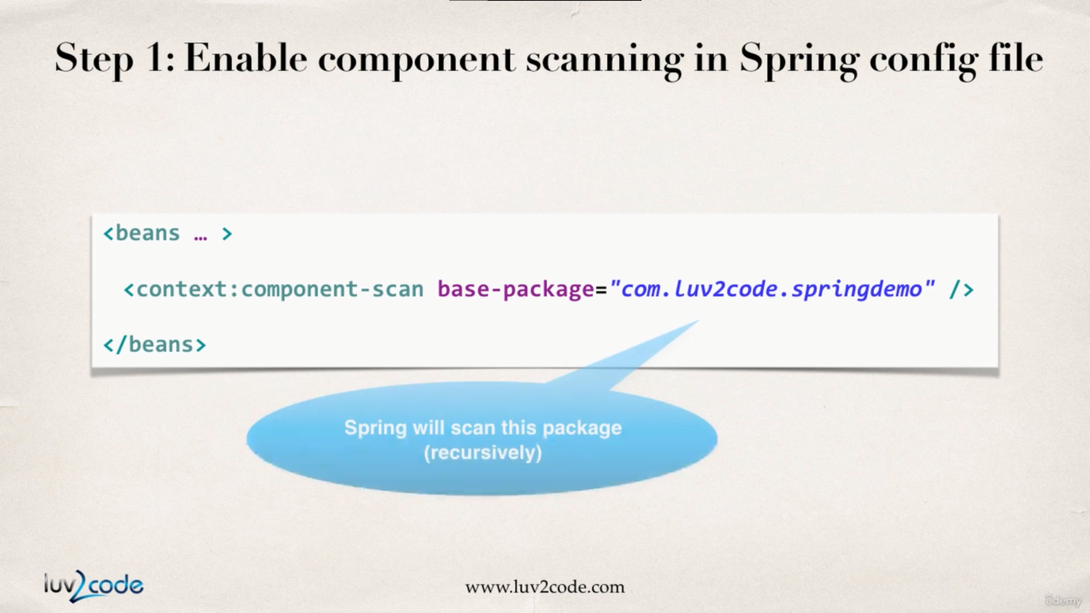 Step 1: Enable component scanning in Spring config file
<beans … >
<context:component-scan base-package="com.luv2code.springdemo" />
</beans>
Spring will scan this package
(recursively)
luv2code
www.luv2code.com
ûdemy